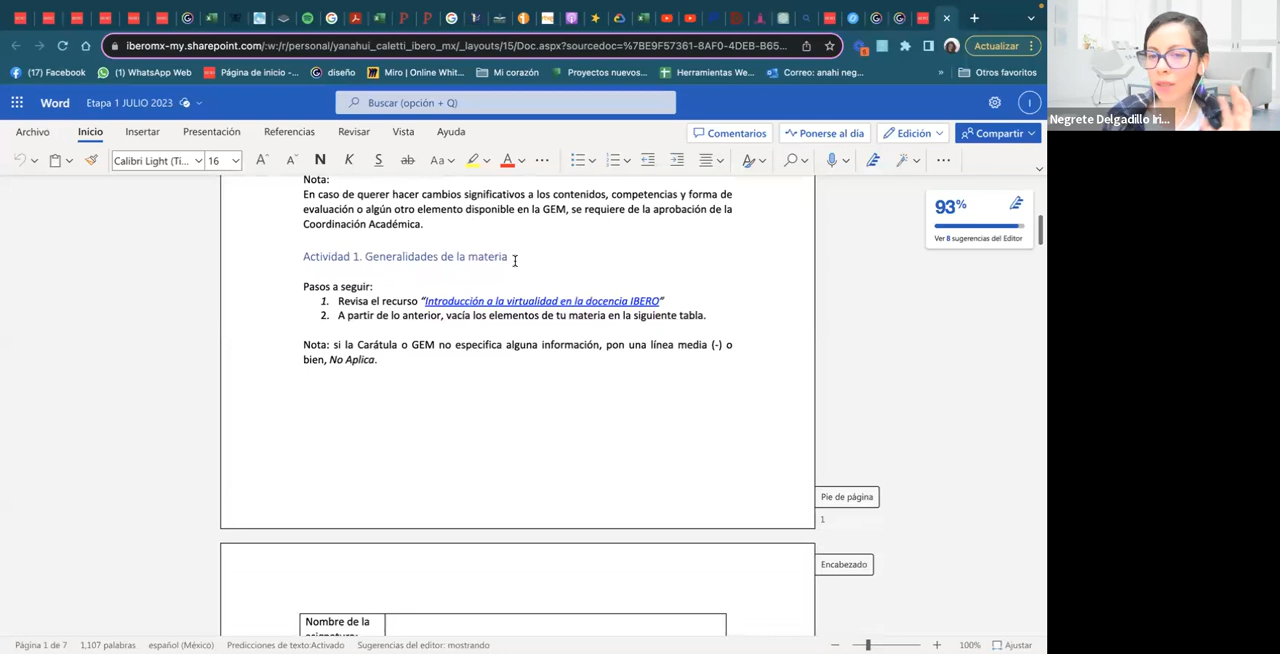 iberomx-my.sharepoint.com/:w:/r/personal/yanahui_caletti_ibero_mx/_layouts/15/Doc.aspx?sourcedoc=%7BE9F57361-8AF0-4DEB-B65...
Actualizar
(17) Facebook
(1) WhatsApp Web
Página de inicio -...
diseño
Miro | Online Whit...
Mi corazón
Proyectos nuevos...
Herramientas We...
Correo: anahi neg...
»
Otros favoritos
Word
Etapa 1 JULIO 2023
Buscar (opción + Q)
I
Negrete Delgadillo Iri...
Archivo
Inicio
Insertar
Presentación
Referencias
Revisar
Vista
Ayuda
Comentarios
Ponerse al día
Edición
Compartir
Calibri Light (Ti...
16
N K S ab Aa A
Nota:
En caso de querer hacer cambios significativos a los contenidos, competencias y forma de
evaluación o algún otro elemento disponible en la GEM, se requiere de la aprobación de la
Coordinación Académica.
93%
Ver 8 sugerencias del Editor
Actividad 1. Generalidades de la materia
Pasos a seguir:
1. Revisa el recurso “Introducción a la virtualidad en la docencia IBERO”
2. A partir de lo anterior, vacía los elementos de tu materia en la siguiente tabla.
Nota: si la Carátula o GEM no especifica alguna información, pon una línea media (-) o
bien, No Aplica.
Pie de página
1
Encabezado
Nombre de la
asignatura:
Página 1 de 7
1,107 palabras
español (México)
Predicciones de texto:Activado
Sugerencias del editor: mostrando
100%
Ajustar